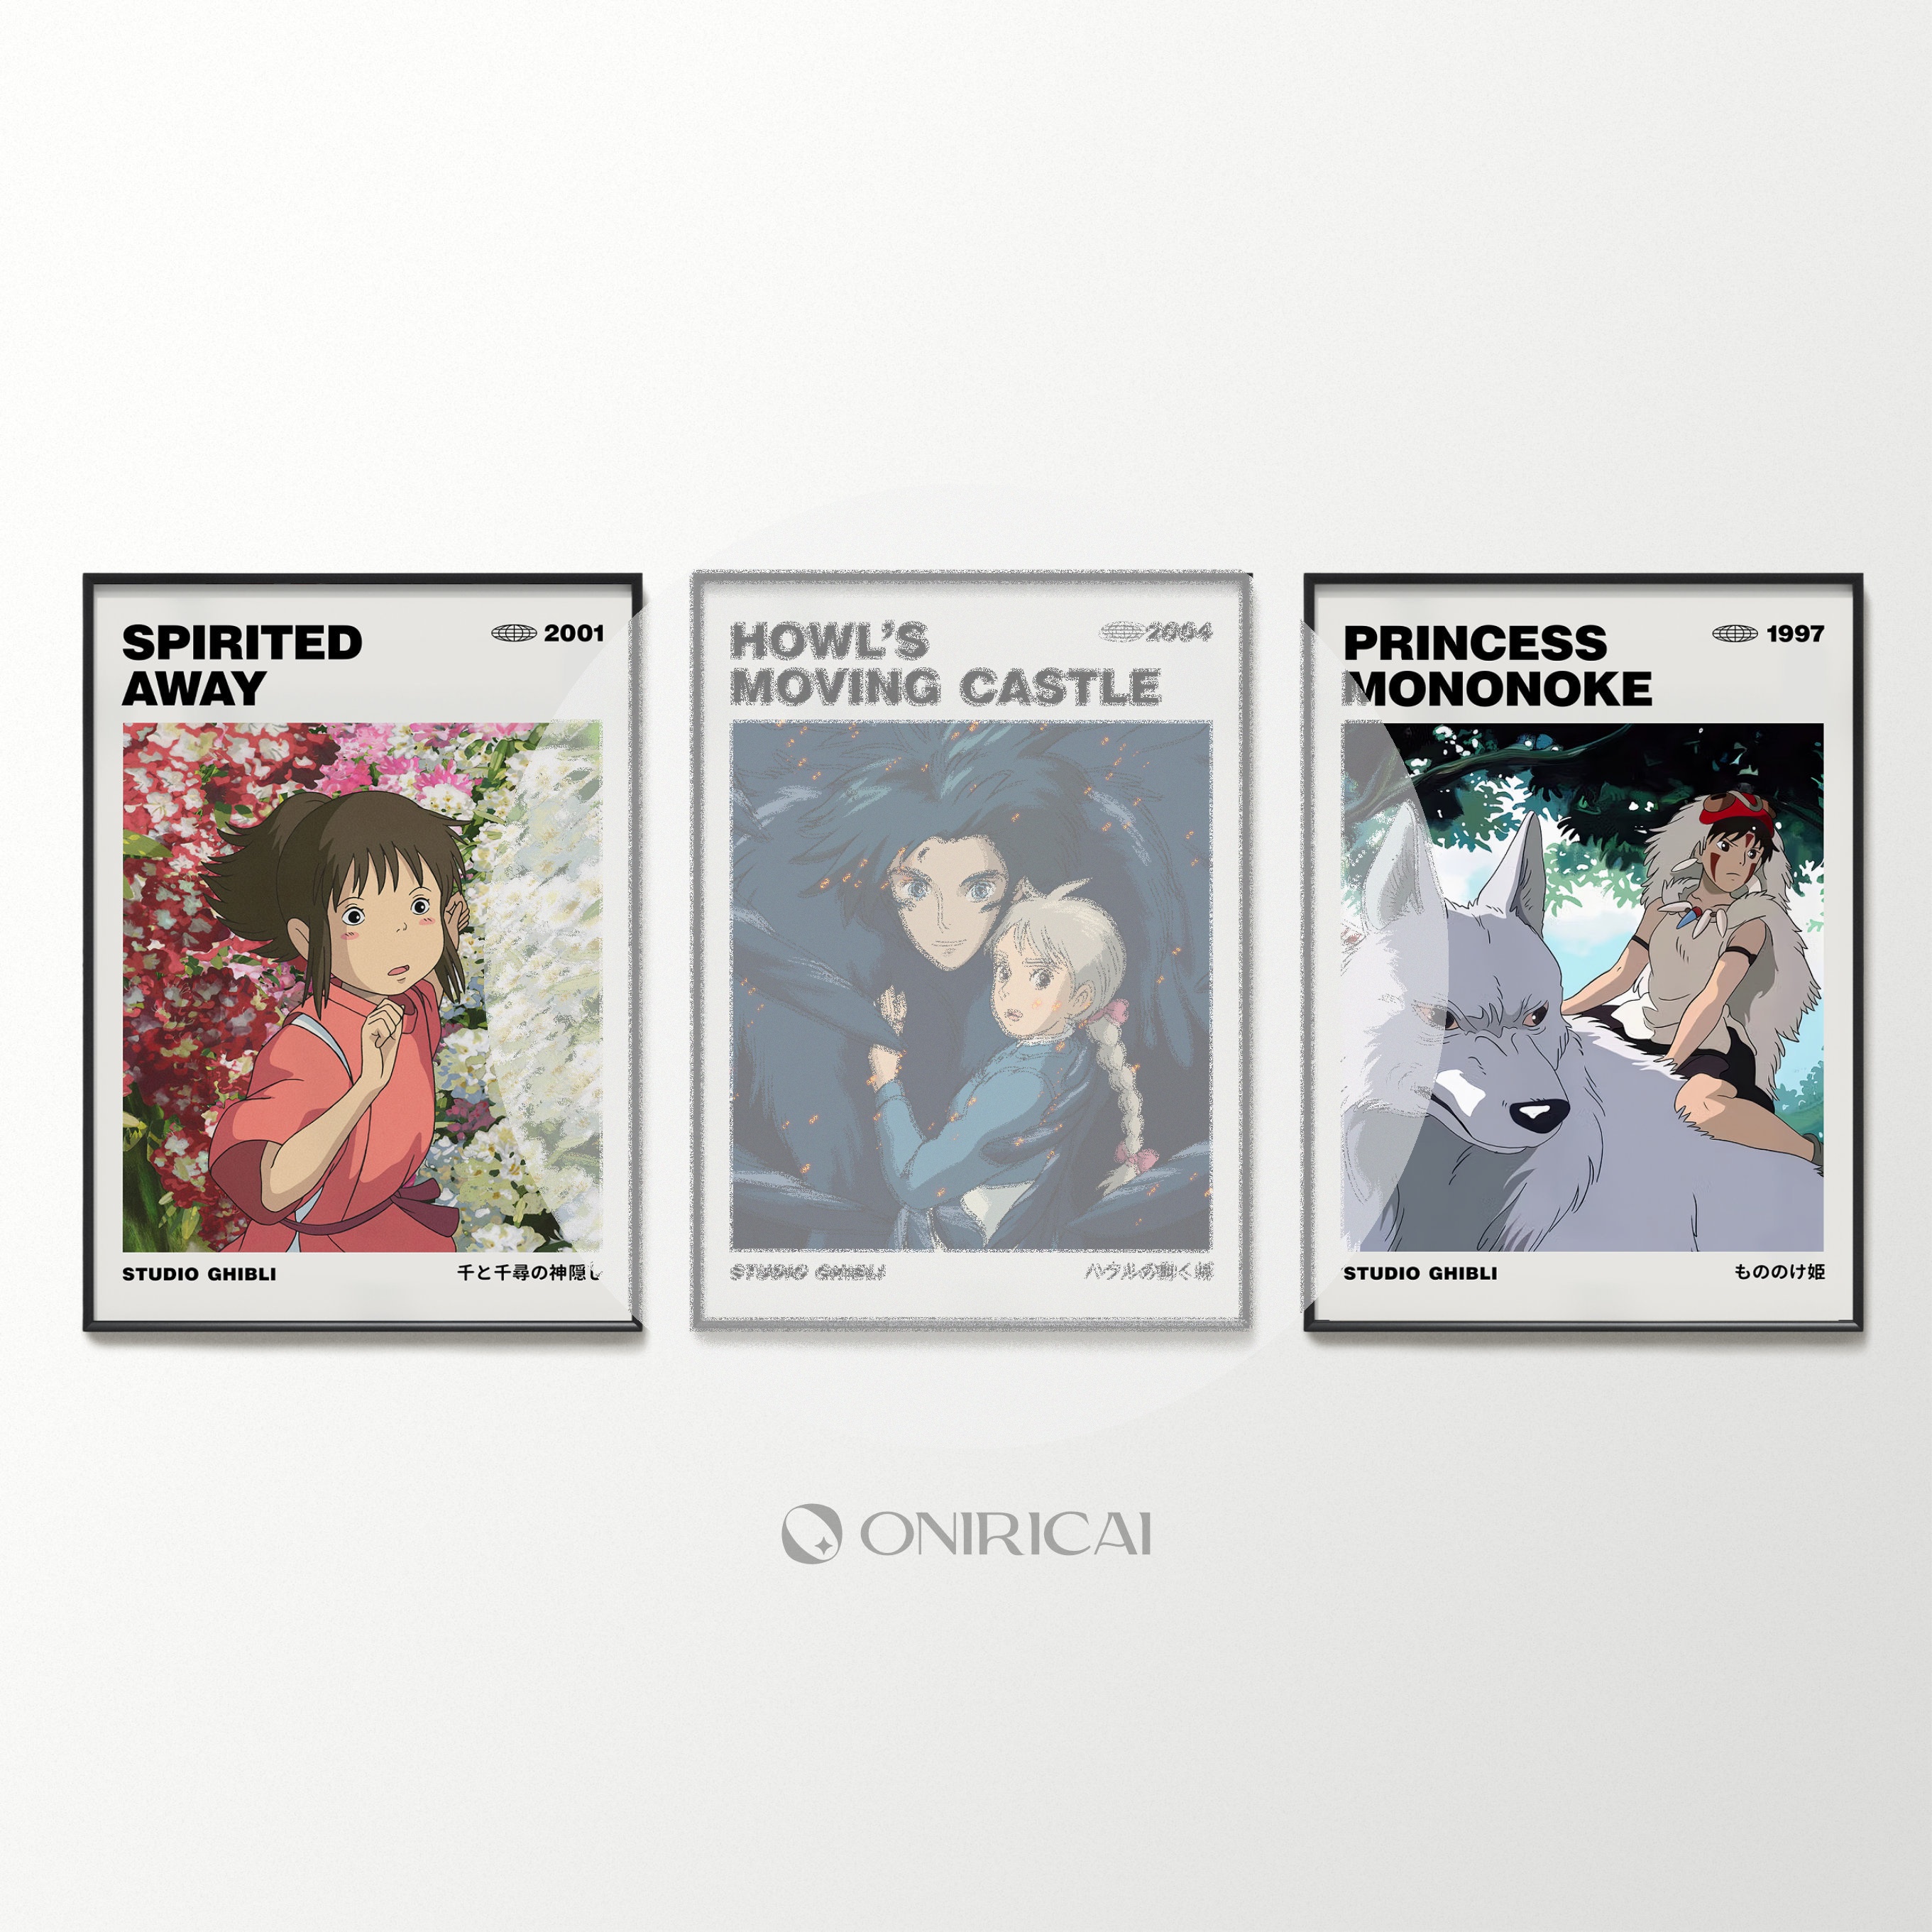 SPIRITED
AWAY
2001
STUDIO GHIBLI
千と千尋の神隠し
HOWL’S
MOVING CASTLE
2004
STUDIO GHIBLI
ハウルの動く城
PRINCESS
MONONOKE
1997
STUDIO GHIBLI
もののけ姫
ONIRICAI